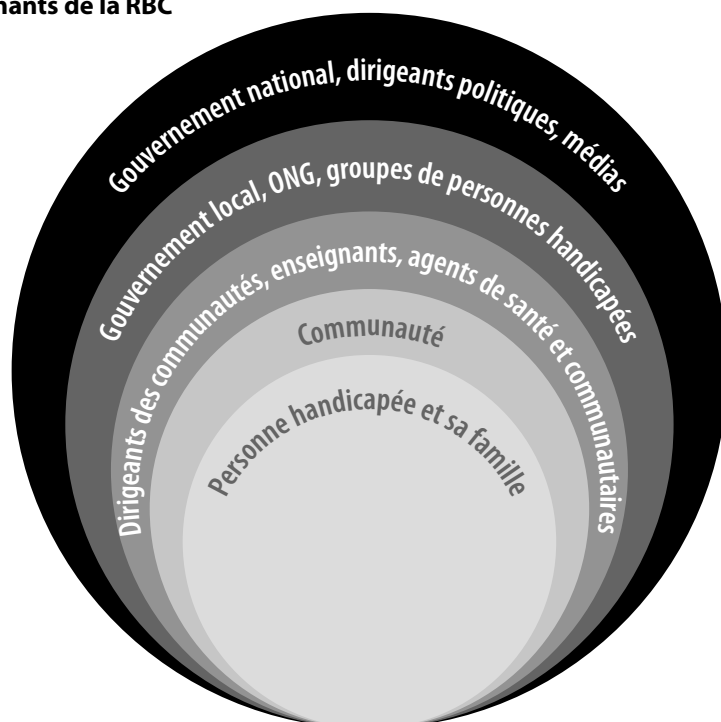 de la RBC
Gouvernement national, dirigeants politiques, médias
Gouvernement local, ONG, groupes de personnes handicapées
Dirigeants des communautés, enseignants, agents de santé et communautaires
Communauté
Personne handicapée et sa famille